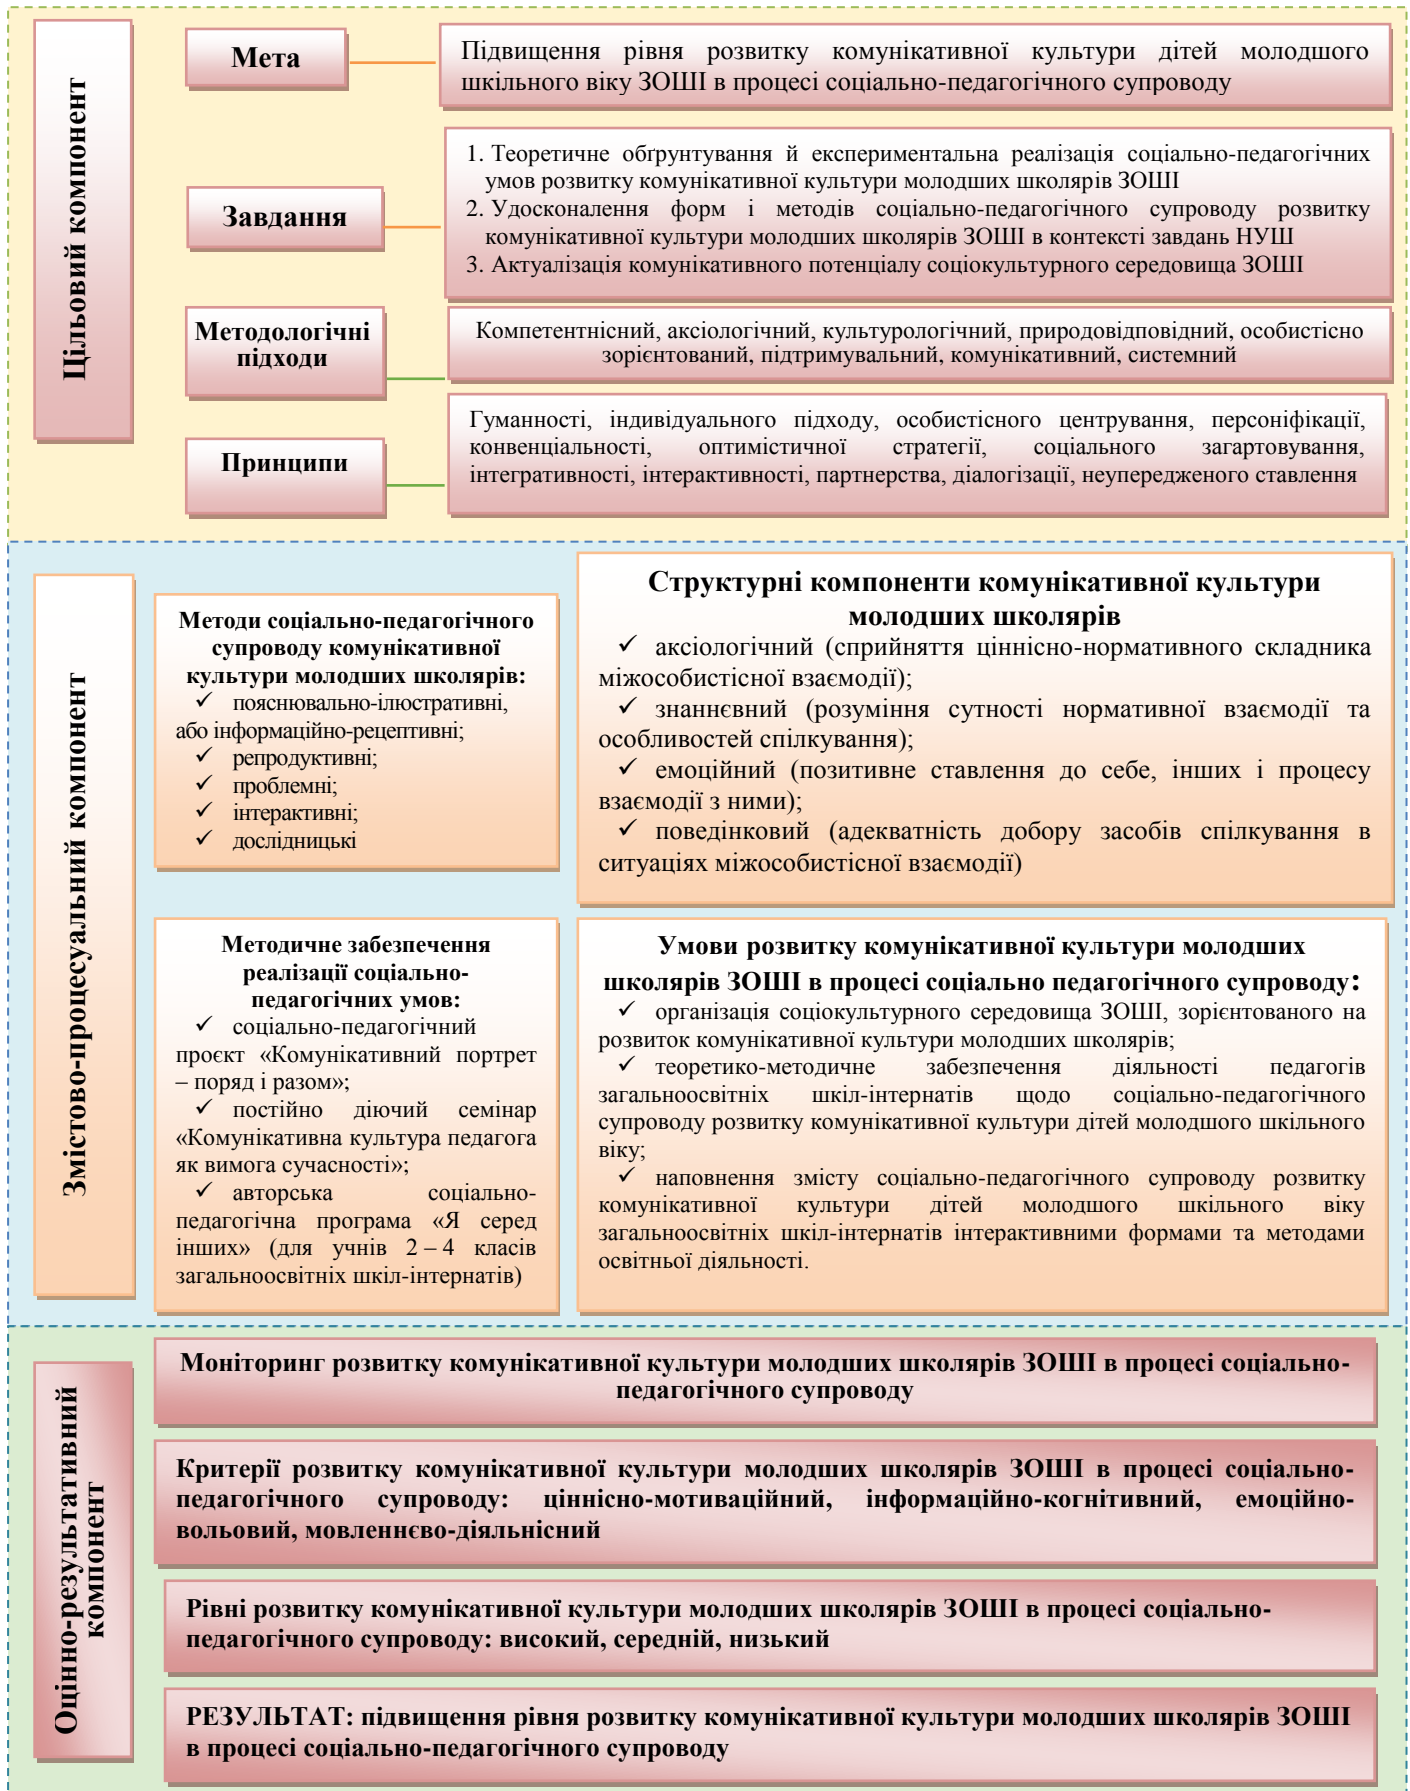 Цільовий компонент
Мета
Підвищення рівня розвитку комунікативної культури дітей молодшого
шкільного віку ЗОШІ в процесі соціально-педагогічного супроводу
Завдання
1. Теоретичне обґрунтування й експериментальна реалізація соціально-педагогічних
умов розвитку комунікативної культури молодших школярів ЗОШІ
2. Удосконалення форм і методів соціально-педагогічного супроводу розвитку
комунікативної культури молодших школярів ЗОШІ в контексті завдань НУШ
3. Актуалізація комунікативного потенціалу соціокультурного середовища ЗОШІ
Методологічні
підходи
Компетентнісний, аксіологічний, культурологічний, природовідповідний, особистісно
зорієнтований, підтримувальний, комунікативний, системний
Принципи
Гуманності, індивідуального підходу, особистісного центрування, персоніфікації,
конвенціальності, оптимістичної стратегії, соціального загартовування,
інтегративності, інтерактивності, партнерства, діалогізації, неупередженого ставлення
Змістово-процесуальний компонент
Методи соціально-педагогічного
супроводу комунікативної
культури молодших школярів:
✓ пояснювально-ілюстративні,
або інформаційно-рецептивні;
✓ репродуктивні;
✓ проблемні;
✓ інтерактивні;
✓ дослідницькі
Структурні компоненти комунікативної культури
молодших школярів
✓ аксіологічний (сприйняття ціннісно-нормативного складника
міжособистісної взаємодії);
✓ знаннєвний (розуміння сутності нормативної взаємодії та
особливостей спілкування);
✓ емоційний (позитивне ставлення до себе, інших і процесу
взаємодії з ними);
✓ поведінковий (адекватність добору засобів спілкування в
ситуаціях міжособистісної взаємодії)
Методичне забезпечення
реалізації соціально-
педагогічних умов:
✓ соціально-педагогічний
проєкт «Комунікативний портрет
– поряд і разом»;
✓ постійно діючий семінар
«Комунікативна культура педагога
як вимога сучасності»;
✓ авторська соціально-
педагогічна програма «Я серед
інших» (для учнів 2 – 4 класів
загальноосвітніх шкіл-інтернатів)
Умови розвитку комунікативної культури молодших
школярів ЗОШІ в процесі соціально педагогічного супроводу:
✓ організація соціокультурного середовища ЗОШІ, зорієнтованого на
розвиток комунікативної культури молодших школярів;
✓ теоретико-методичне забезпечення діяльності педагогів
загальноосвітніх шкіл-інтернатів щодо соціально-педагогічного
супроводу розвитку комунікативної культури дітей молодшого шкільного
віку;
✓ наповнення змісту соціально-педагогічного супроводу розвитку
комунікативної культури дітей молодшого шкільного віку
загальноосвітніх шкіл-інтернатів інтерактивними формами та методами
освітньої діяльності.
Оцінно-результативний
компонент
Моніторинг розвитку комунікативної культури молодших школярів ЗОШІ в процесі соціально-
педагогічного супроводу
Критерії розвитку комунікативної культури молодших школярів ЗОШІ в процесі соціально-
педагогічного супроводу: ціннісно-мотиваційний, інформаційно-когнітивний, емоційно-
вольовий, мовленнєво-діяльнісний
Рівні розвитку комунікативної культури молодших школярів ЗОШІ в процесі соціально-
педагогічного супроводу: високий, середній, низький
РЕЗУЛЬТАТ: підвищення рівня розвитку комунікативної культури молодших школярів ЗОШІ
в процесі соціально-педагогічного супроводу